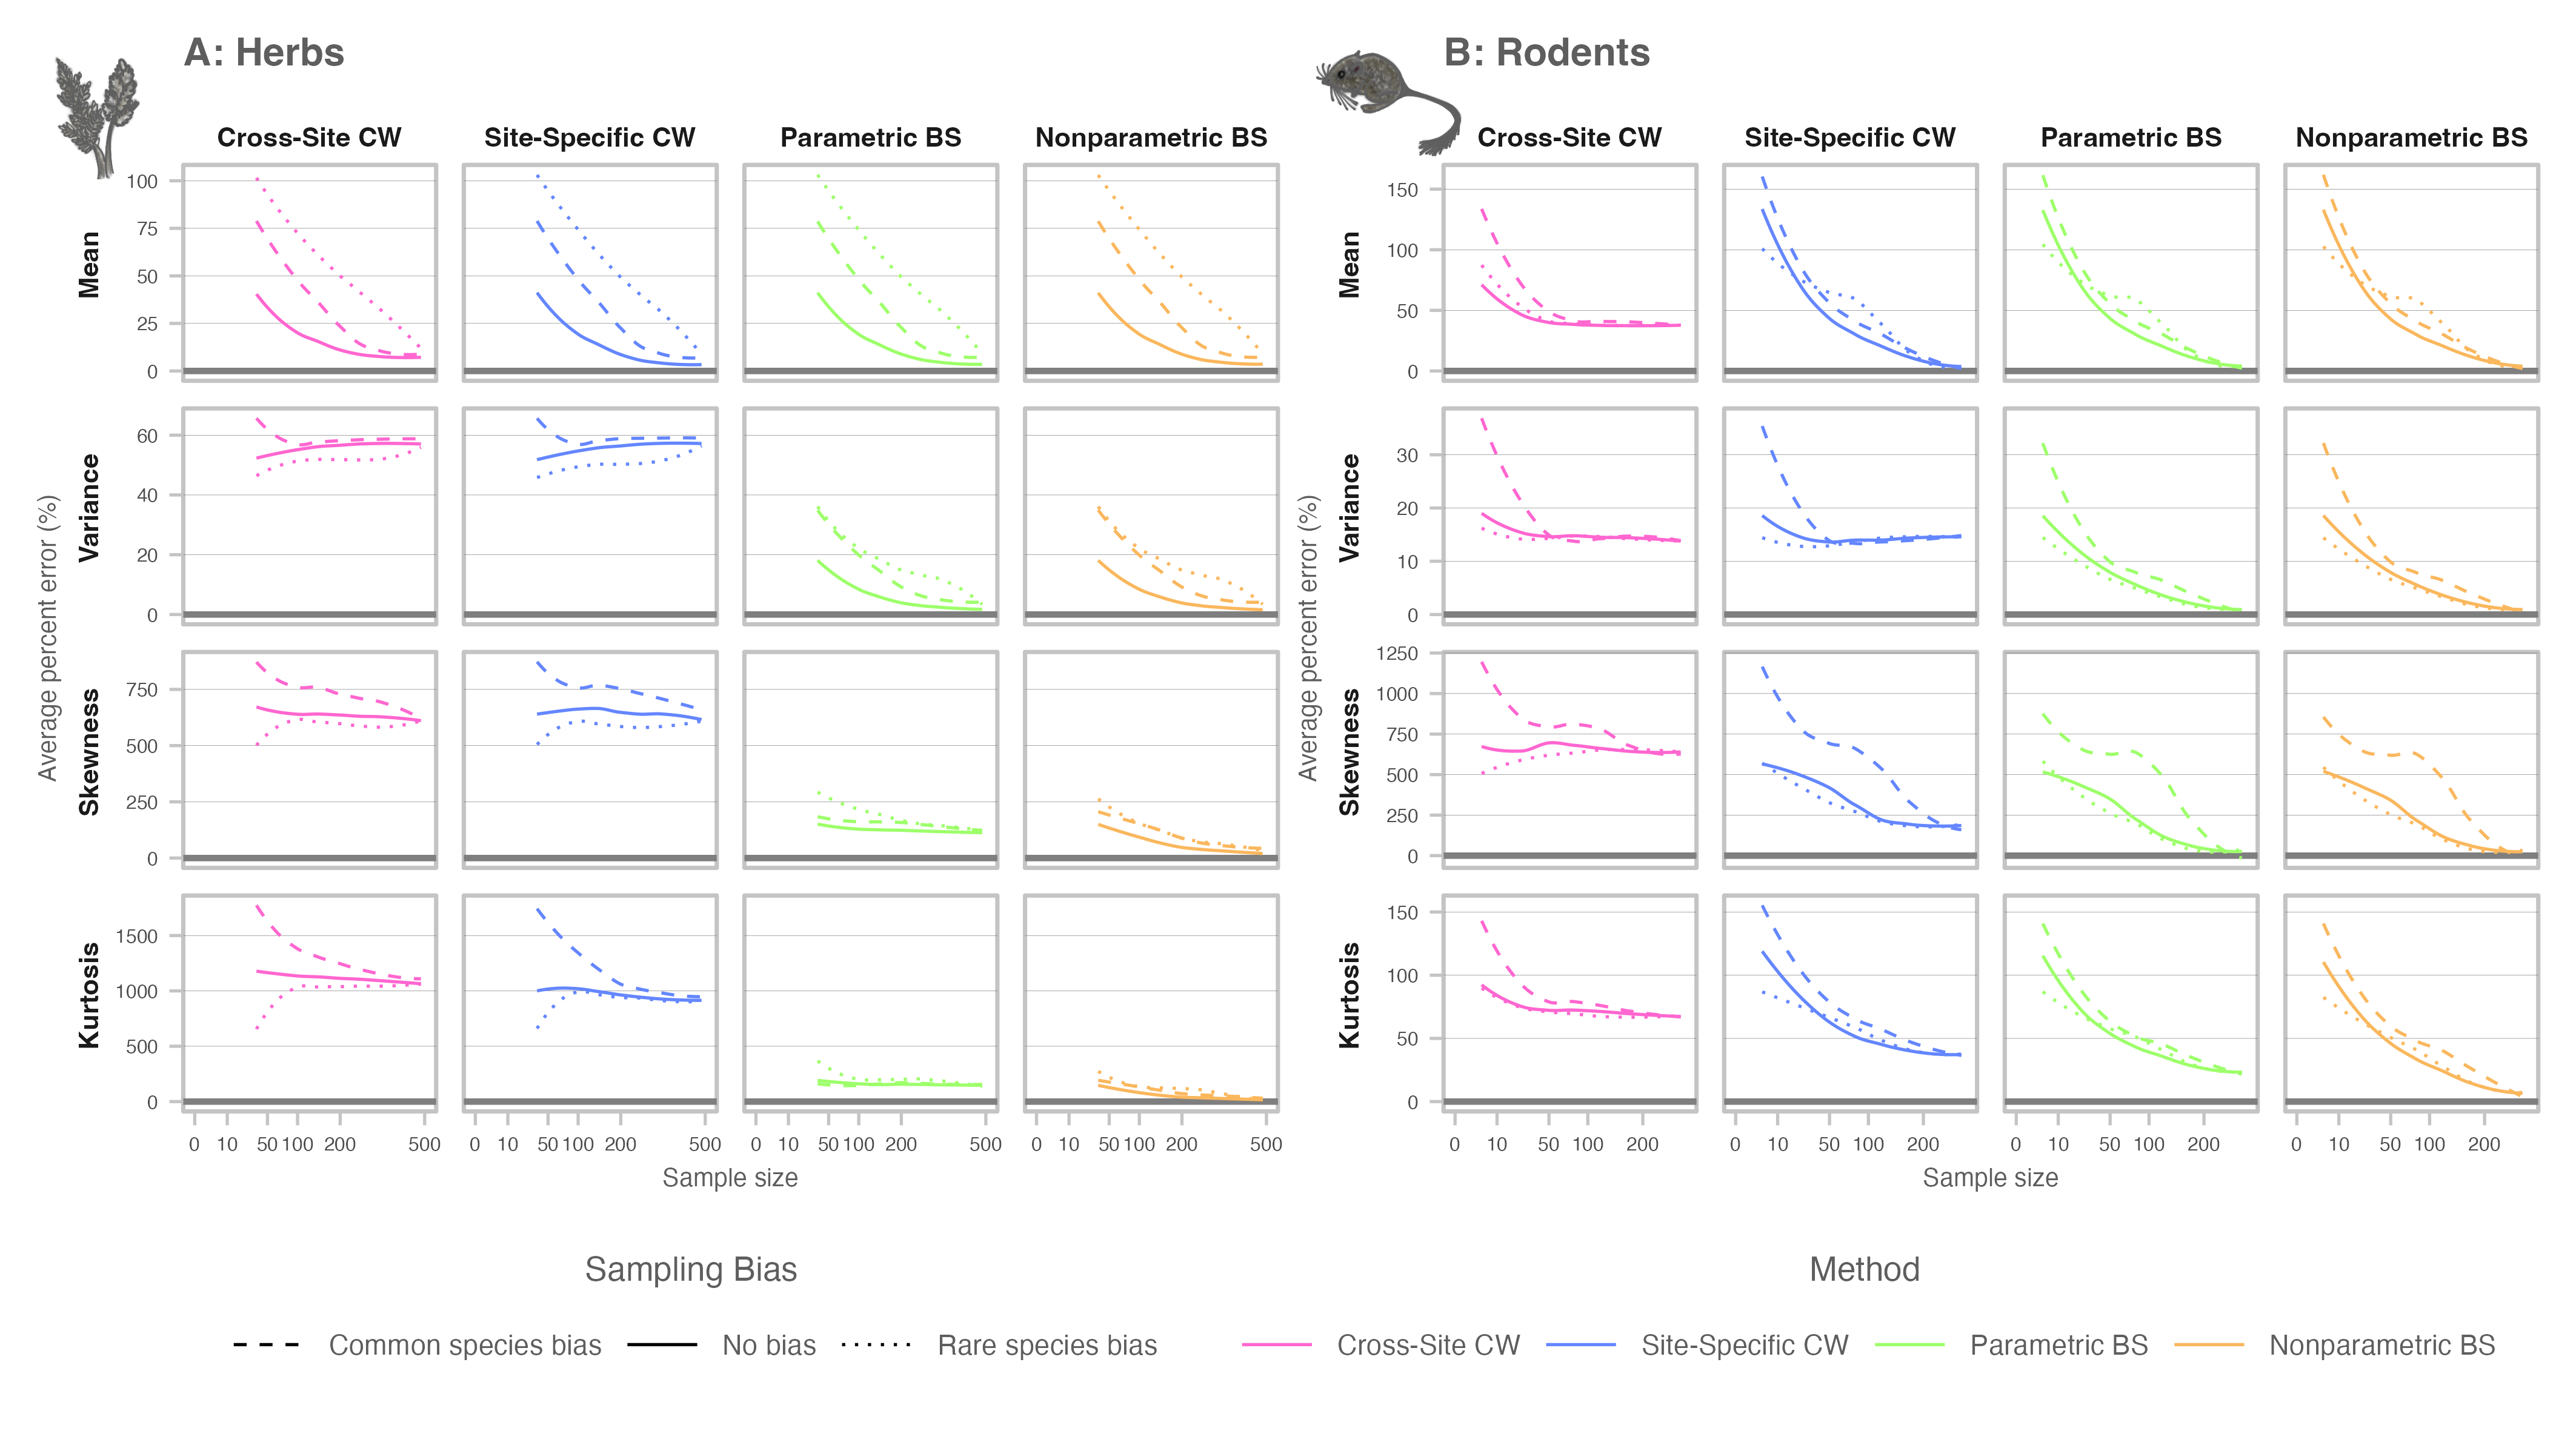 A: Herbs
B: Rodents
Cross-Site CW
Site-Specific CW
Parametric BS
Nonparametric BS
Cross-Site CW
Site-Specific CW
Parametric BS
Nonparametric BS
Average percent error (%)
Mean
100
75
50
25
0
Variance
60
40
20
0
Skewness
750
500
250
0
Kurtosis
1500
1000
500
0
0 10 50 100 200 500
0 10 50 100 200 500
0 10 50 100 200 500
0 10 50 100 200 500
Sample size
Average percent error (%)
Mean
150
100
50
0
Variance
30
20
10
0
Skewness
1250
1000
750
500
250
0
Kurtosis
150
100
50
0
0 10 50 100 200
0 10 50 100 200
0 10 50 100 200
0 10 50 100 200
Sample size
Sampling Bias
Common species bias No bias Rare species bias
Method
Cross-Site CW Site-Specific CW Parametric BS Nonparametric BS